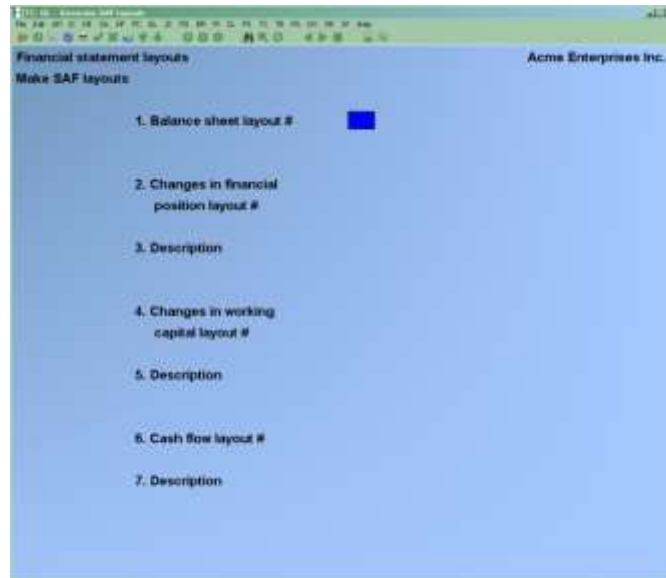 Financial statement layouts
Acme Enterprises Inc.
Make SAF layouts
1. Balance sheet layout #
2. Changes in financial
position layout #
3. Description
4. Changes in working
capital layout #
5. Description
6. Cash flow layout #
7. Description